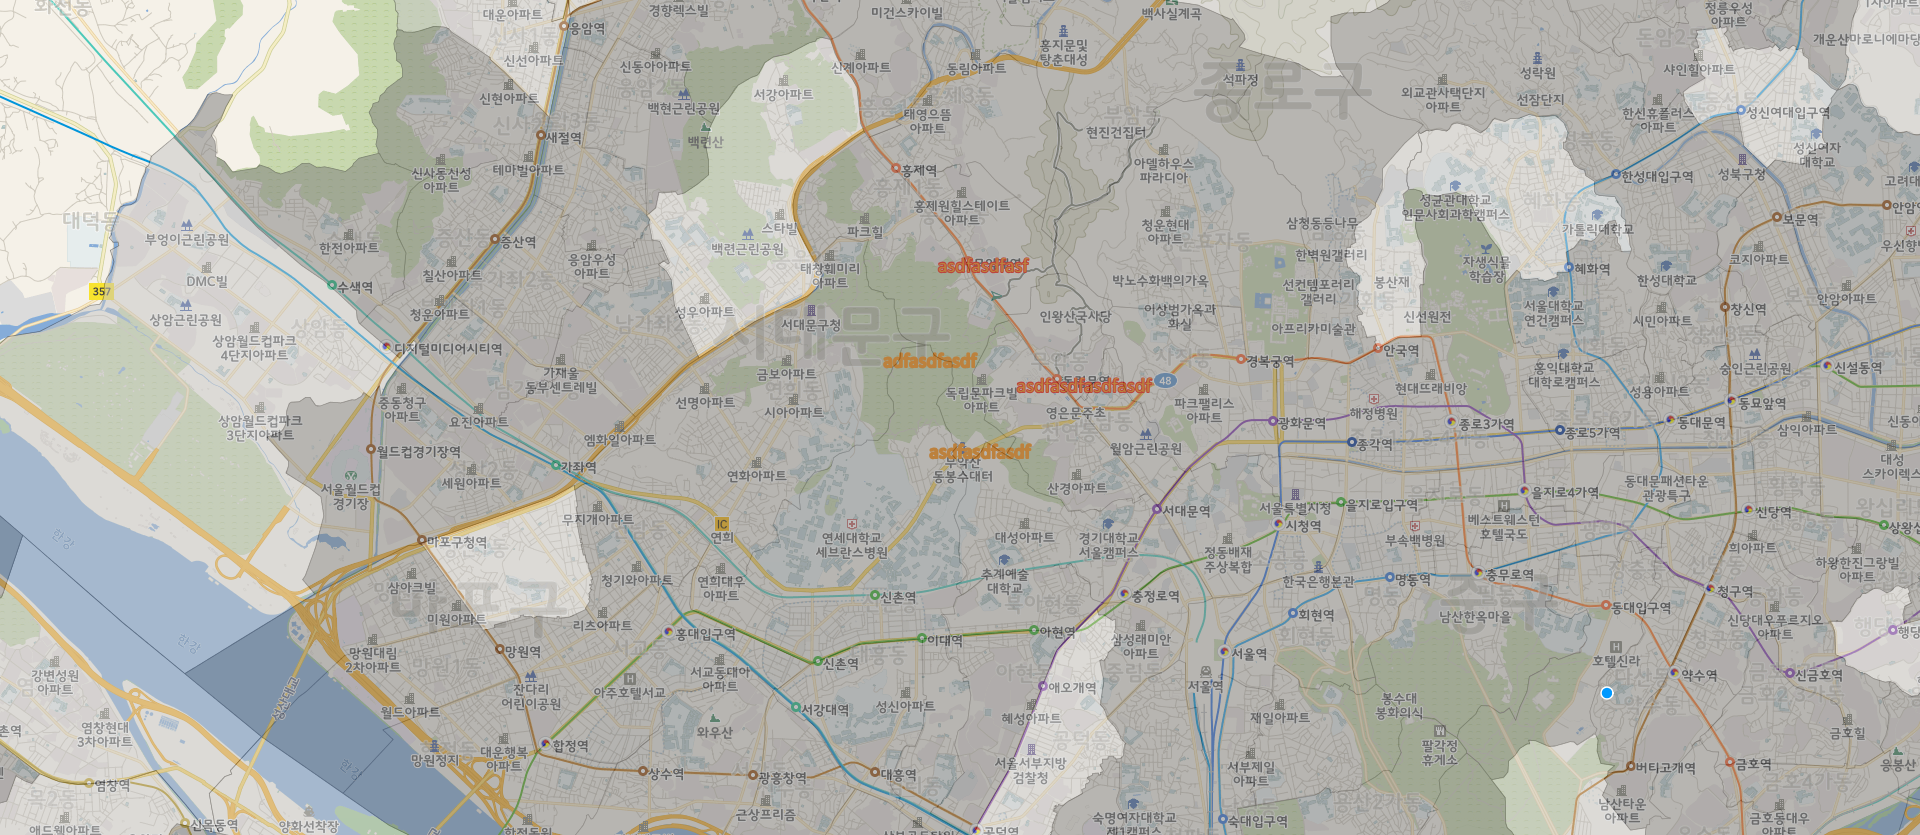 대운아파트
경향렉스빌
미건스카이빌
백사실계곡
정릉우성
아파트
응암역
신선아파트
신동아아파트
신계아파트
동림아파트
홍지문및
탕춘대성
석파정
종로구
성락원
샤인힐아파트
개운산마로니에마당
신현아파트
백현근린공원
서강아파트
태영으뜸
아파트
외교관사택단지
아파트
선잠단지
한신휴플러스
아파트
성신여대입구역
새절역
백련산
현진건집터
성신여자
대학교
신사동신성
아파트
테마빌아파트
홍제역
아델하우스
파라디아
한성대입구역
성북구청
고려대
대덕동
부엉이근린공원
한전아파트
증산역
스타빌
백련근린공원
파크힐
홍제원힐스테이트
아파트
청운현대
아파트
삼청동등나무
성균관대학교
인문사회과학캠퍼스
혜화
가톨릭대학교
보문역
안암
우신향
DMC빌
칠산아파트
응암우성
아파트
태창훼미리
아파트
asdfasdfasf
박노수화백의가옥
한벽원갤러리
선컨템포러리
갤러리
봉산재
자생식물
학습장
혜화역
한성대학교
코지아파트
357
수색역
상암근린공원
청운아파트
성우아파트
서대문구청
서대문구
인왕산국사당
이상범가옥과
화실
아프리카미술관
신선원전
서울대학교
연건캠퍼스
시민아파트
창신역
안암아파트
상암월드컵파크
4단지아파트
디지털미디어시티역
가재울
동부센트레빌
금보아파트
adfasdfasdf
경복궁역
안국역
홍익대학교
대학로캠퍼스
숭인근린공원
신설동역
중동청구
아파트
요진아파트
선명아파트
시아아파트
독립문파크빌
아파트
asdfasdfasdfasdf
48
영은문주초
파크팰리스
아파트
해정병원
현대뜨레비앙
성용아파트
동묘앞역
상암월드컵파크
3단지아파트
엠화일아파트
asdfasdfasdf
동봉수대터
월암근린공원
광화문역
종각역
종로3가역
종로5가역
동대문역
삼익아파트
월드컵경기장역
세원아파트
가좌역
연화아파트
산경아파트
대성
스카이렉스
서울월드컵
경기장
무지개아파트
IC
연희
연세대학교
세브란스병원
대성아파트
서대문역
경기대학교
서울캠퍼스
서울특별시청
시청역
을지로입구역
을지로4가역
베스트웨스턴
호텔국도
동대문패션타운
관광특구
신당역
마포구청역
부속백병원
희아파트
하왕한진그랑빌
아파트
한강
삼아크빌
미원아파트
마포구
청기와아파트
연희대우
아파트
신촌역
추계예술
대학교
정동배재
주상복합
한국은행본관
명동역
충무로역
청구역
리츠아파트
홍대입구역
이대역
아현역
충정로역
회현역
남산한옥마을
중구
동대입구역
신당대우푸르지오
아파트
한강
망원대림
2차아파트
망원역
신촌역
삼성래미안
아파트
서울역
호텔신라
약수역
신금호역
강변성원
아파트
성산대교
월드아파트
잔다리
어린이공원
아주호텔서교
서교동대아
아파트
서강대역
성신아파트
애오개역
혜성아파트
서울역
재일아파트
봉수대
봉화의식
염창현대
3차아파트
망원정지
대운행복
아파트
합정역
와우산
서울서부지방
검찰청
서부제일
아파트
팔각정
휴게소
금호힐
염창역
상수역
광흥창역
대흥역
버티고개역
금호역
응봉산
신목동역
양화선착장
근상프리즘
공덕역
숙명여자대학교
제1캠퍼스
숙대입구역
남산타운
아파트
금호동대우
아파트